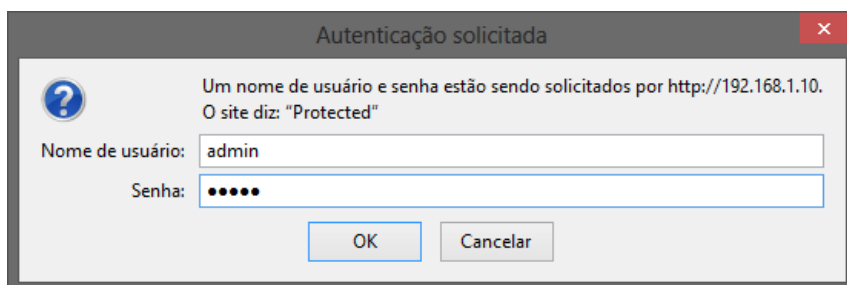 Autenticação solicitada
Um nome de usuário e senha estão sendo solicitados por http://192.168.1.10.
O site diz: "Protected"
Nome de usuário: admin
Senha: •••••
OK Cancelar